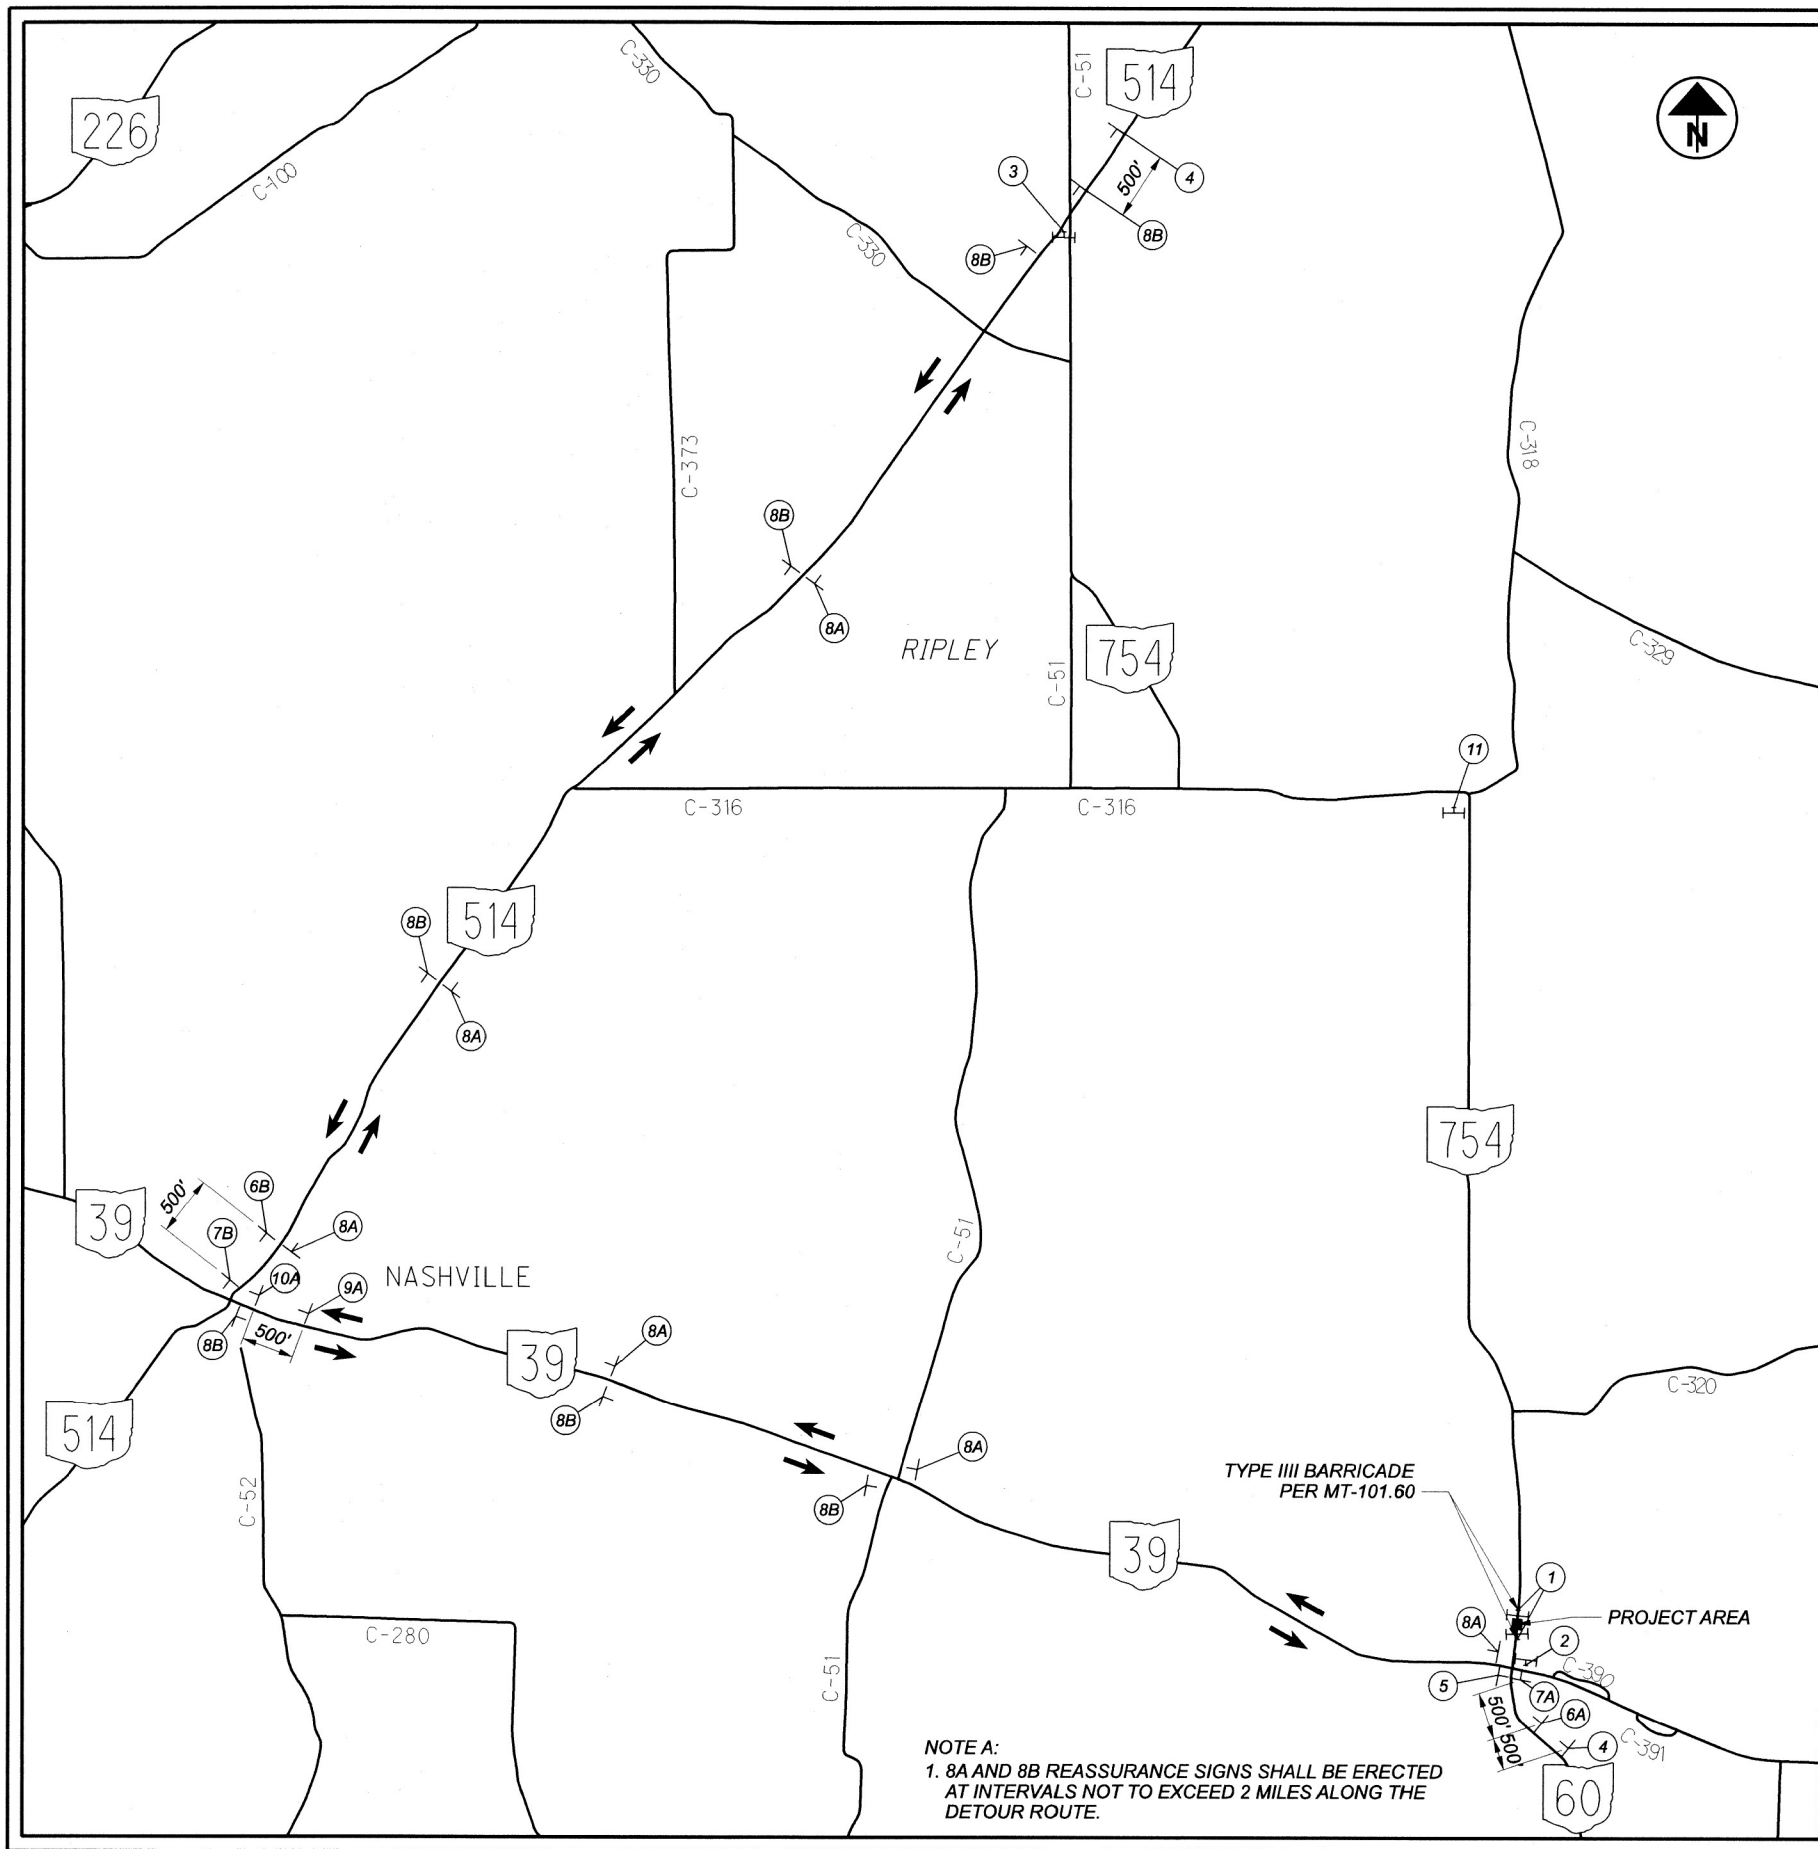 C-330
C-51
514
226
N
C-100
3
4
500'
8B
8B
C-330
C-318
C-373
8B
8A
RIPLEY
754
C-51
C-329
11
C-316
C-316
514
8B
8A
754
500'
6B
39
7B
8A
10A
NASHVILLE
9A
C-51
8B
500'
39
8A
8B
C-320
514
8A
C-52
8B
TYPE IIII BARRICADE
PER MT-101.60
39
1
PROJECT AREA
8A
2
C-280
C-390
5
7A
C-51
6A
500'
500'
4
C-391
60
NOTE A:
1. 8A AND 8B REASSURANCE SIGNS SHALL BE ERECTED
AT INTERVALS NOT TO EXCEED 2 MILES ALONG THE
DETOUR ROUTE.